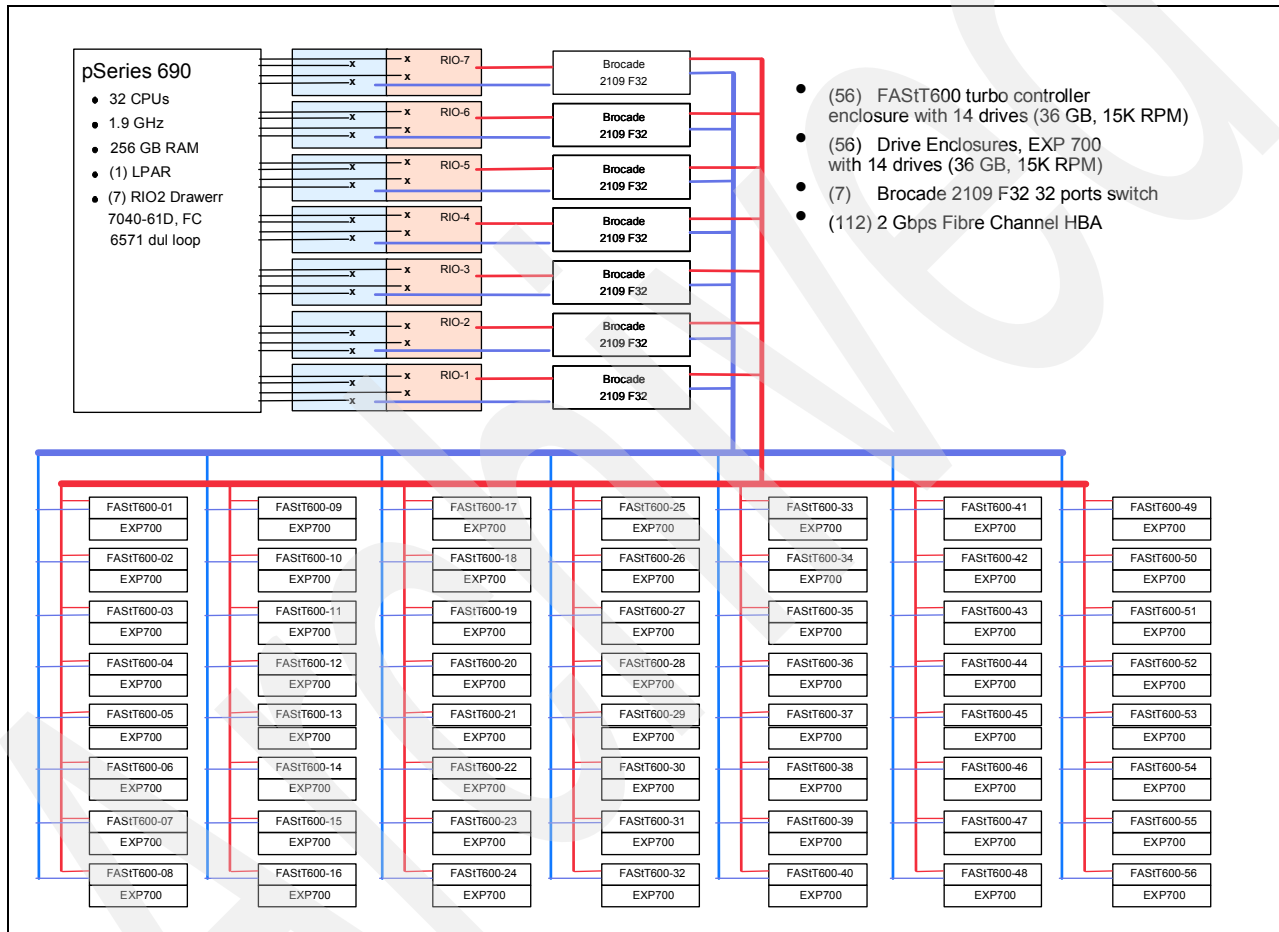 pSeries 690
• 32 CPUs
• 1.9 GHz
• 256 GB RAM
• (1) LPAR
• (7) RIO2 Drawerr
7040-61D, FC
6571 dul loop
x x RIO-7
x x
Brocade
2109 F32
x x RIO-6
x x
Brocade
2109 F32
x x RIO-5
x x
Brocade
2109 F32
x x RIO-4
x x
Brocade
2109 F32
x x RIO-3
x x
Brocade
2109 F32
x x RIO-2
x x
Brocade
2109 F32
x x RIO-1
x x
Brocade
2109 F32
• (56) FAStT600 turbo controller
enclosure with 14 drives (36 GB, 15K RPM)
• (56) Drive Enclosures, EXP 700
with 14 drives (36 GB, 15K RPM)
• (7) Brocade 2109 F32 32 ports switch
• (112) 2 Gbps Fibre Channel HBA
FAStT600-01 FAStT600-09 FAStT600-17 FAStT600-25 FAStT600-33 FAStT600-41 FAStT600-49
EXP700 EXP700 EXP700 EXP700 EXP700 EXP700 EXP700
FAStT600-02 FAStT600-10 FAStT600-18 FAStT600-26 FAStT600-34 FAStT600-42 FAStT600-50
EXP700 EXP700 EXP700 EXP700 EXP700 EXP700 EXP700
FAStT600-03 FAStT600-11 FAStT600-19 FAStT600-27 FAStT600-35 FAStT600-43 FAStT600-51
EXP700 EXP700 EXP700 EXP700 EXP700 EXP700 EXP700
FAStT600-04 FAStT600-12 FAStT600-20 FAStT600-28 FAStT600-36 FAStT600-44 FAStT600-52
EXP700 EXP700 EXP700 EXP700 EXP700 EXP700 EXP700
FAStT600-05 FAStT600-13 FAStT600-21 FAStT600-29 FAStT600-37 FAStT600-45 FAStT600-53
EXP700 EXP700 EXP700 EXP700 EXP700 EXP700 EXP700
FAStT600-06 FAStT600-14 FAStT600-22 FAStT600-30 FAStT600-38 FAStT600-46 FAStT600-54
EXP700 EXP700 EXP700 EXP700 EXP700 EXP700 EXP700
FAStT600-07 FAStT600-15 FAStT600-23 FAStT600-31 FAStT600-39 FAStT600-47 FAStT600-55
EXP700 EXP700 EXP700 EXP700 EXP700 EXP700 EXP700
FAStT600-08 FAStT600-16 FAStT600-24 FAStT600-32 FAStT600-40 FAStT600-48 FAStT600-56
EXP700 EXP700 EXP700 EXP700 EXP700 EXP700 EXP700
Archived